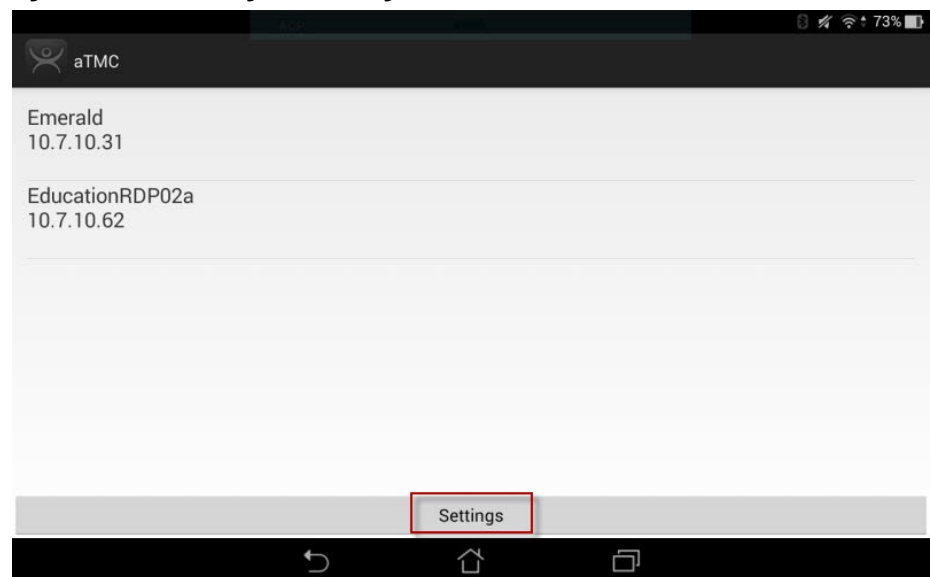 73%
aTMC
Emerald
10.7.10.31
EducationRDP02a
10.7.10.62
Settings